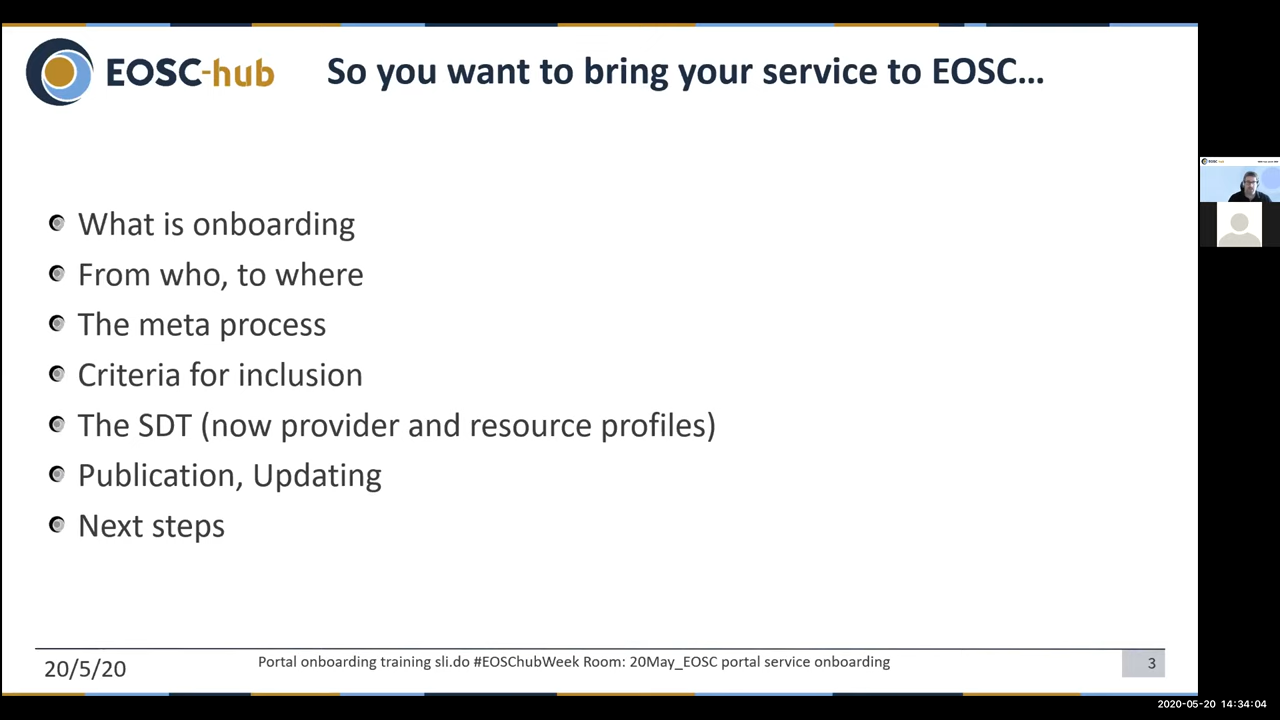 EOSC-hub
So you want to bring your service to EOSC...
What is onboarding
From who, to where
The meta process
Criteria for inclusion
The SDT (now provider and resource profiles)
Publication, Updating
Next steps
20/5/20
Portal onboarding training sli.do #EOSChubWeek Room: 20May_EOSC portal service onboarding
3
2020-05-20 14:34:04